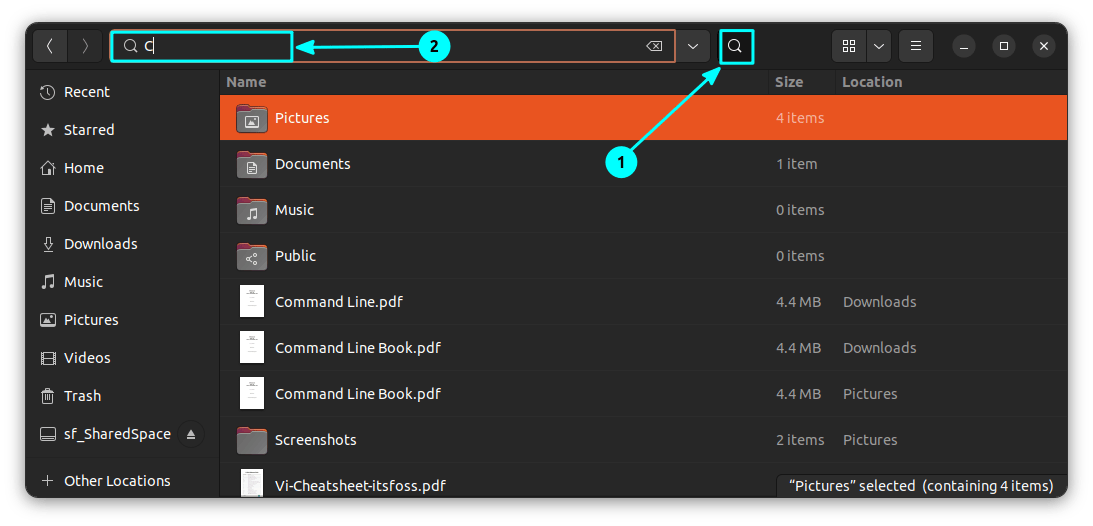 C
2
1
Name Size Location
Recent
Starred
Home
Documents
Downloads
Music
Pictures
Videos
Trash
sf_SharedSpace
Other Locations
Pictures 4 items
Documents 1 item
Music 0 items
Public 0 items
Command Line.pdf 4.4 MB Downloads
Command Line Book.pdf 4.4 MB Downloads
Command Line Book.pdf 4.4 MB Pictures
Screenshots 2 items Pictures
Vi-Cheatsheet-itsfoss.pdf
“Pictures” selected (containing 4 items)